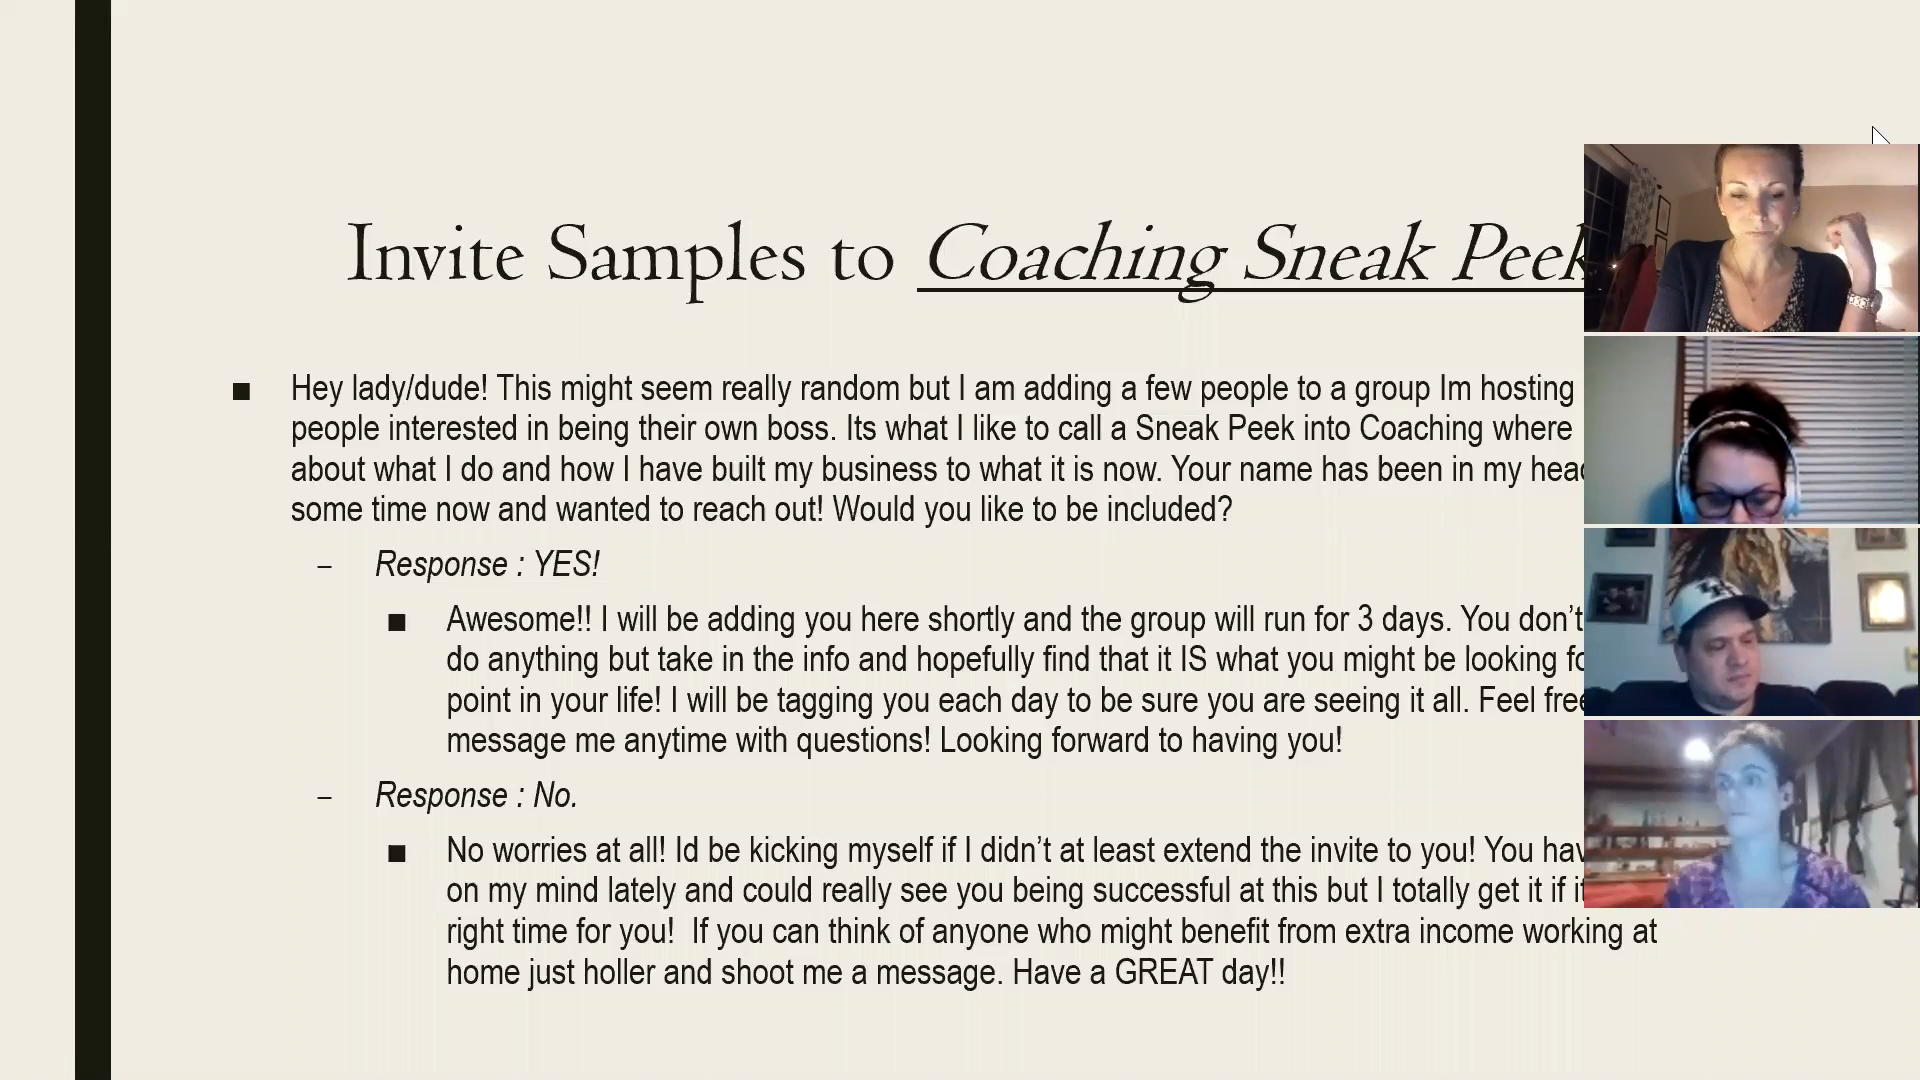 Invite Samples to Coaching Sneak Peek
Hey lady/dude! This might seem really random but I am adding a few people to a group Im hosting
people interested in being their own boss. Its what I like to call a Sneak Peek into Coaching where
about what I do and how I have built my business to what it is now. Your name has been in my head
some time now and wanted to reach out! Would you like to be included?
– Response : YES!
Awesome!! I will be adding you here shortly and the group will run for 3 days. You don’t
do anything but take in the info and hopefully find that it IS what you might be looking
point in your life! I will be tagging you each day to be sure you are seeing it all. Feel free
message me anytime with questions! Looking forward to having you!
– Response : No.
No worries at all! Id be kicking myself if I didn’t at least extend the invite to you! You
on my mind lately and could really see you being successful at this but I totally get it if
right time for you! If you can think of anyone who might benefit from extra income working at
home just holler and shoot me a message. Have a GREAT day!!